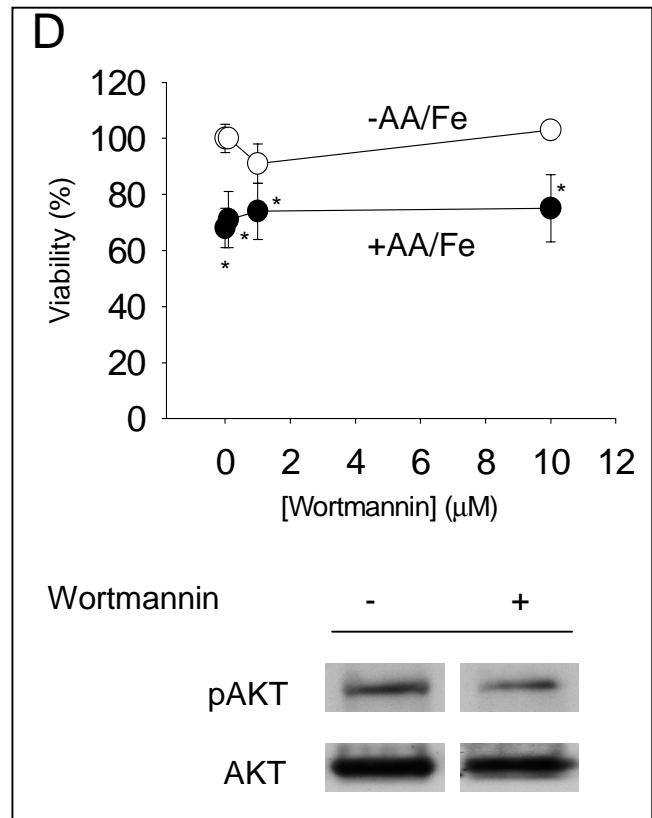 D
120
100
80
60
40
20
0
Viability (%)
-AA/Fe
+AA/Fe
*
*
*
*
0 2 4 6 8 10 12
[Wortmannin] (µM)
Wortmannin - +
pAKT
AKT